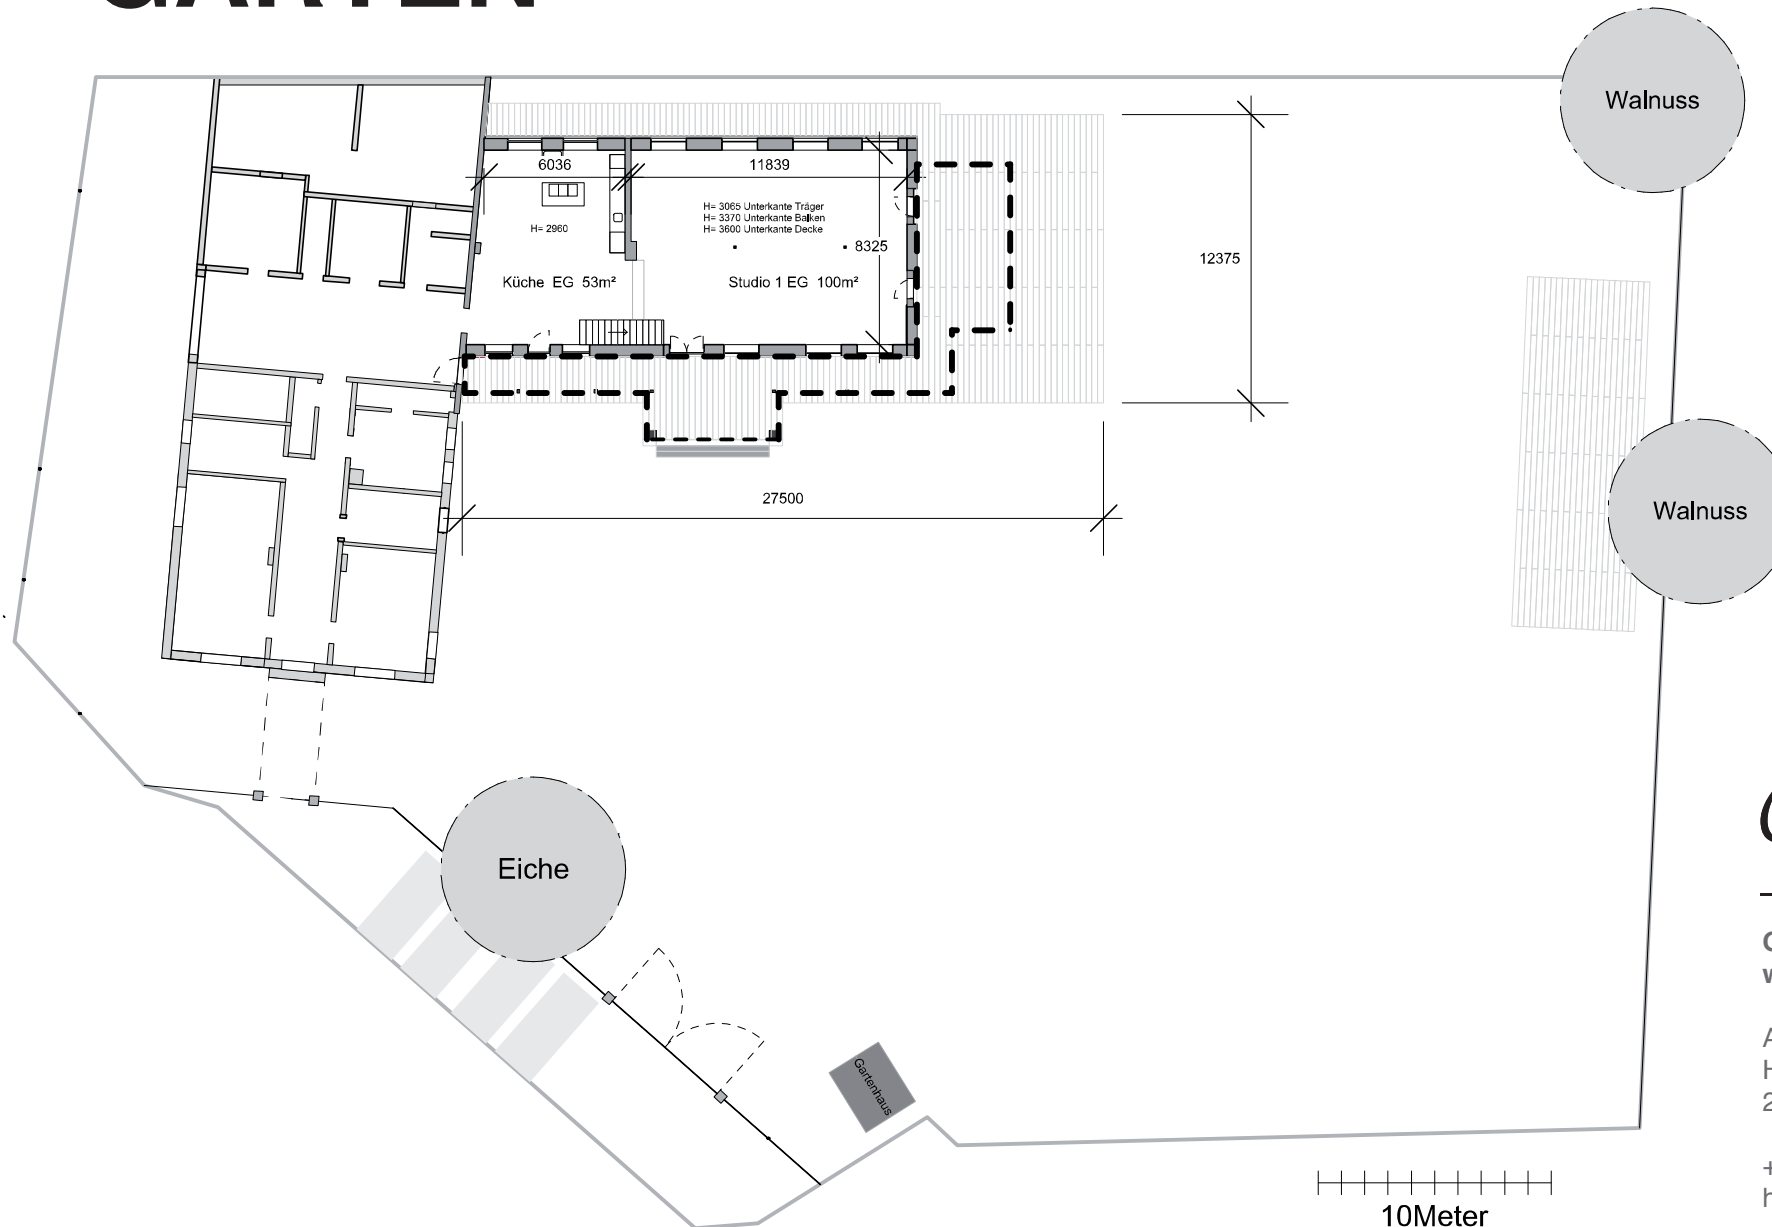 GARTEN
Walnuss
6036
11839
H= 3065 Unterkante Träger
H= 3370 Unterkante Balken
H= 3600 Unterkante Decke
H= 2960
8325
12375
Küche EG 53m²
Studio 1 EG 100m²
27500
Walnuss
Eiche
Gartenhaus
10Meter